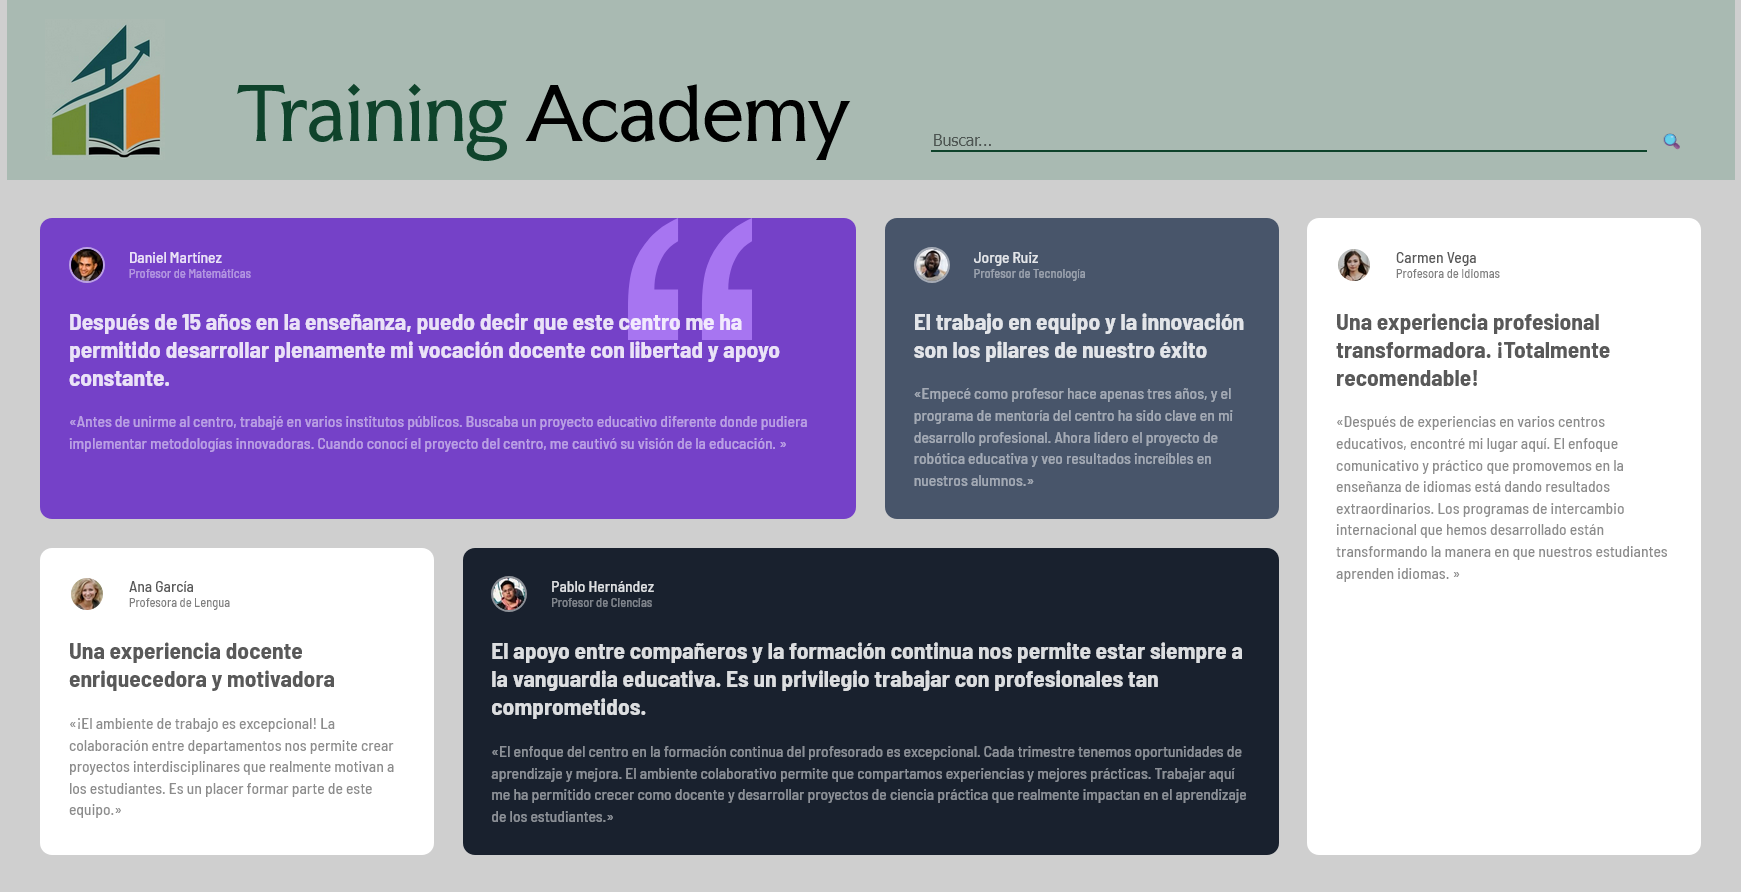 Training Academy
Buscar...
Daniel Martínez
Profesor de Matemáticas
Después de 15 años en la enseñanza, puedo decir que este centro me ha
permitido desarrollar plenamente mi vocación docente con libertad y apoyo
constante.
«Antes de unirme al centro, trabajé en varios institutos públicos. Buscaba un proyecto educativo diferente donde pudiera
implementar metodologías innovadoras. Cuando conocí el proyecto del centro, me cautivó su visión de la educación. »
Jorge Ruiz
Profesor de Tecnología
El trabajo en equipo y la innovación
son los pilares de nuestro éxito
«Empecé como profesor hace apenas tres años, y el
programa de mentoría del centro ha sido clave en mi
desarrollo profesional. Ahora lidero el proyecto de
robótica educativa y veo resultados increíbles en
nuestros alumnos.»
Carmen Vega
Profesora de Idiomas
Una experiencia profesional
transformadora. ¡Totalmente
recomendable!
«Después de experiencias en varios centros
educativos, encontré mi lugar aquí. El enfoque
comunicativo y práctico que promovemos en la
enseñanza de idiomas está dando resultados
extraordinarios. Los programas de intercambio
internacional que hemos desarrollado están
transformando la manera en que nuestros estudiantes
aprenden idiomas. »
Ana García
Profesora de Lengua
Una experiencia docente
enriquecedora y motivadora
«¡El ambiente de trabajo es excepcional! La
colaboración entre departamentos nos permite crear
proyectos interdisciplinares que realmente motivan a
los estudiantes. Es un placer formar parte de este
equipo.»
Pablo Hernández
Profesor de Ciencias
El apoyo entre compañeros y la formación continua nos permite estar siempre a
la vanguardia educativa. Es un privilegio trabajar con profesionales tan
comprometidos.
«El enfoque del centro en la formación continua del profesorado es excepcional. Cada trimestre tenemos oportunidades de
aprendizaje y mejora. El ambiente colaborativo permite que compartamos experiencias y mejores prácticas. Trabajar aquí
me ha permitido crecer como docente y desarrollar proyectos de ciencia práctica que realmente impactan en el aprendizaje
de los estudiantes.»